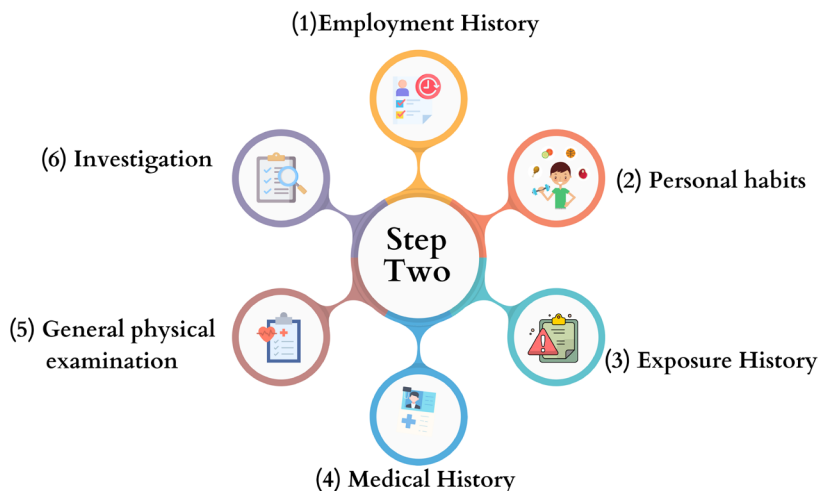 (1)Employment History
(6) Investigation
(2) Personal habits
Step
Two
(5) General physical
examination
(3) Exposure History
(4) Medical History